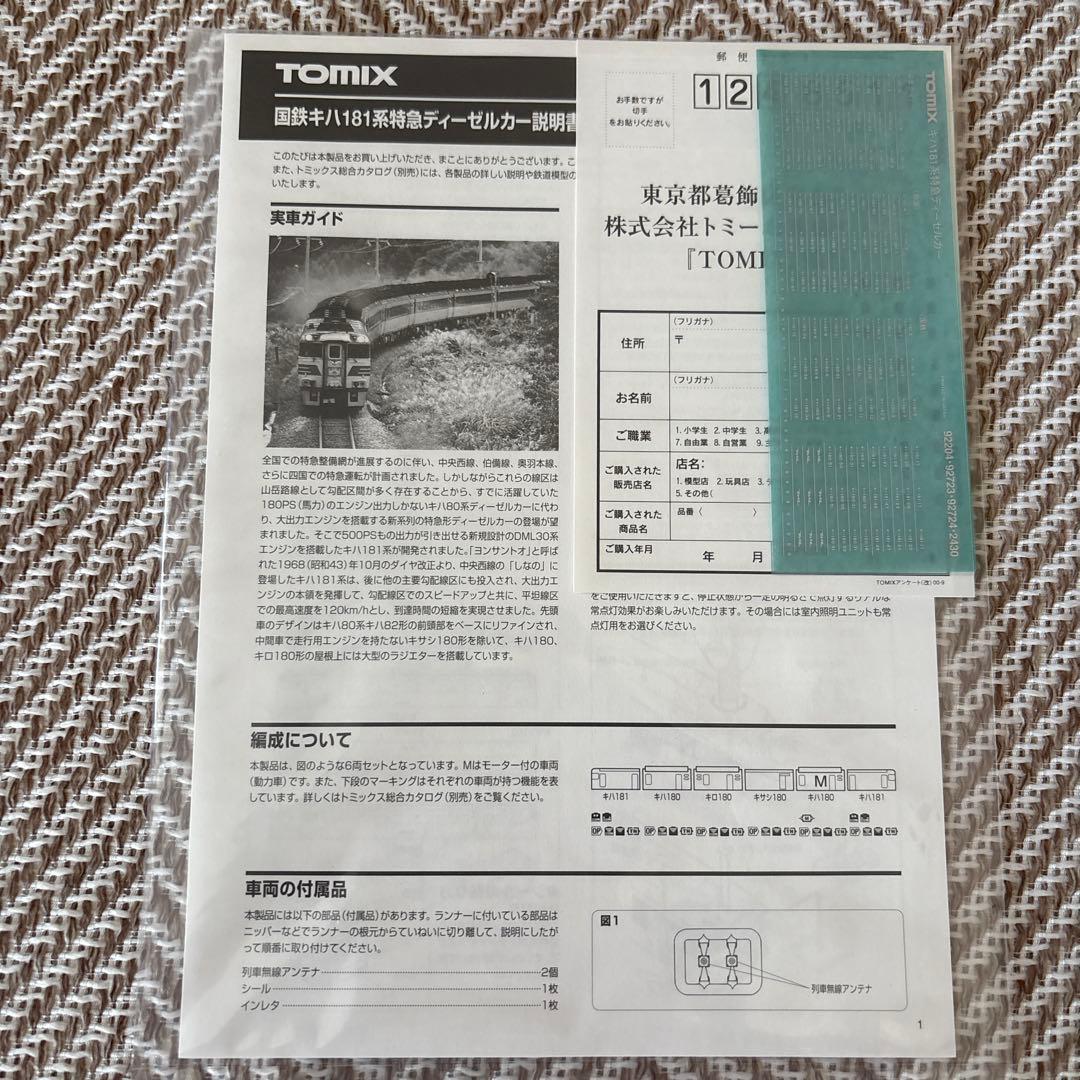 TOMIX
国鉄キハ181系特急ディーゼルカー説明書
このたびは本製品をお買い上げいただき、まことにありがとうございます。こ
また、トミックス総合カタログ(別売)には、各製品の詳しい説明や鉄道模型の
いたします。
実車ガイド
全国での特急整備網が進展するのに伴い、中央西線、伯備線、奥羽本線、
さらに四国での特急運転が計画されました。しかしながらこれらの線区は
山岳路線として勾配区間が多く存在することから、すでに活躍していた
180PS(馬力)のエンジン出力しかないキハ80系ディーゼルカーに代わ
り、大出力エンジンを搭載する新系列の特急形ディーゼルカーの登場が望
まれました。そこで500PSもの出力が引き出せる新規設計のDML30系
エンジンを搭載したキハ181系が開発されました。「ヨンサントオ」と呼ば
れた1968(昭和43)年10月のダイヤ改正より、中央西線の「しなの」に
登場したキハ181系は、後に他の主要勾配線区にも投入され、大出力エ
ンジンの本領を発揮して、勾配線区でのスピードアップと共に、平坦線区
での最高速度を120km/hとし、到達時間の短縮を実現させました。先頭
車のデザインはキハ80系キハ82形の前頭部をベースにリファインされ、
中間車で走行用エンジンを持たないキサシ180形を除いて、キハ180、
キロ180形の屋根上には大型のラジエターを搭載しています。
郵便
お手数ですが
切手
をお貼りください。
12
東京都葛飾
株式会社トミー
『TOMI
住所
(フリガナ)
〒
お名前
(フリガナ)
ご職業
1. 小学生 2. 中学生 3. 高
7. 自由業 8. 自営業 9. 主
ご購入された
販売店名
店名:
1. 模型店 2. 玩具店 3. デ
5. その他(
ご購入された
商品名
品番( )
ご購入年月
年 月
TOMIXアンケート(改)00-9
TOMIX キハ181系特急ディーゼルカー
92204・92723・92724・2430
をご使用いただきますと、停止状態から一定の明るさで点灯するリアルな
常点灯効果がお楽しみいただけます。その場合には室内照明ユニットも常
点灯用をお選びください。
編成について
本製品は、図のような6両セットとなっています。Mはモーター付の車両
(動力車)です。また、下段のマーキングはそれぞれの車両が持つ機能を表
しています。詳しくはトミックス総合カタログ(別売)をご覧ください。
M
キハ181 キハ180 キロ180 キサシ180 キハ180 キハ181
車両の付属品
本製品には以下の部品(付属品)があります。ランナーに付いている部品は
ニッパーなどでランナーの根元からていねいに切り離して、説明にしたが
って順番に取り付けてください。
列車無線アンテナ 2個
シール 1枚
インレタ 1枚
図1
列車無線アンテナ
1